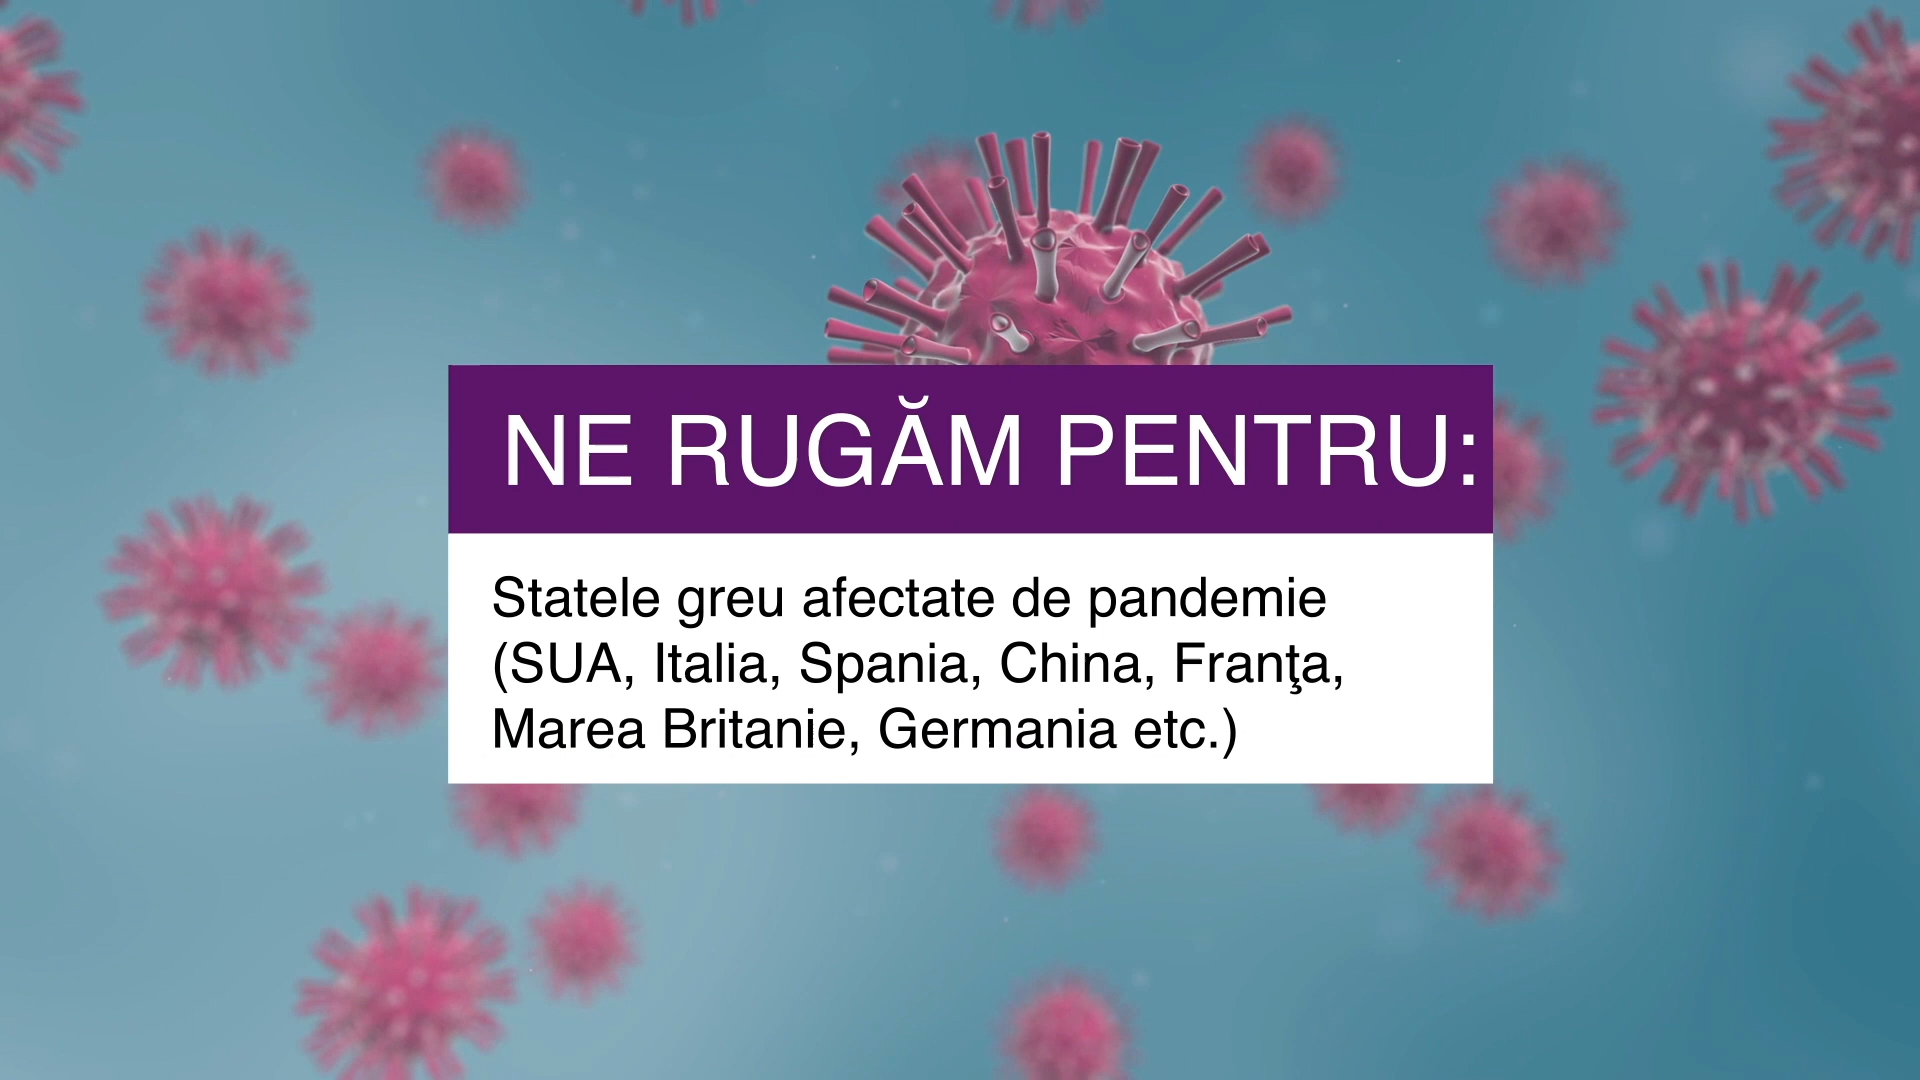 NE RUGĂM PENTRU:
Statele greu afectate de pandemie
(SUA, Italia, Spania, China, Franţa,
Marea Britanie, Germania etc.)